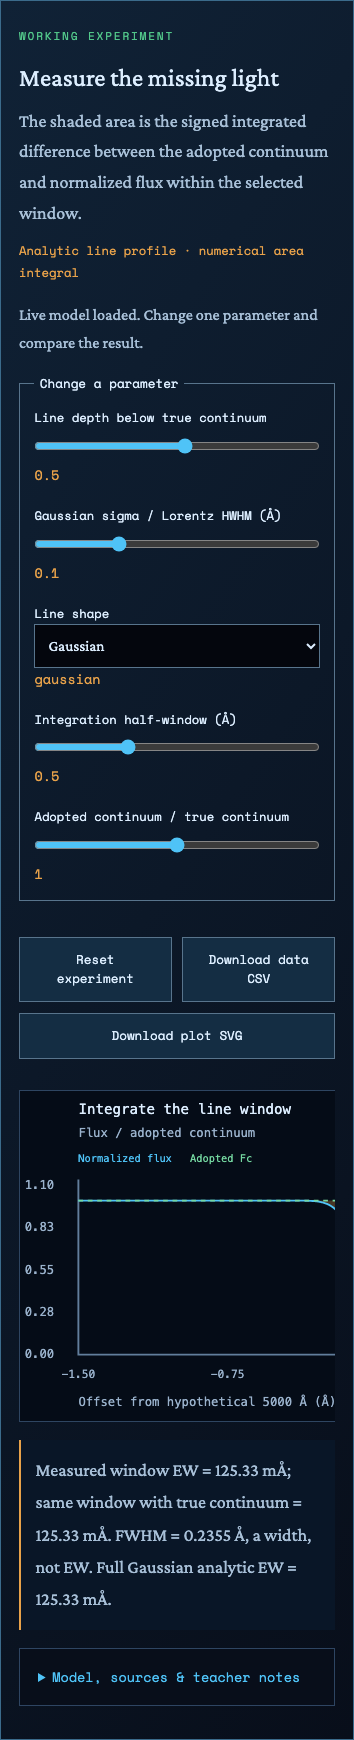 WORKING EXPERIMENT
Measure the missing light
The shaded area is the signed integrated
difference between the adopted continuum
and normalized flux within the selected
window.
Analytic line profile · numerical area
integral
Live model loaded. Change one parameter and
compare the result.
Change a parameter
Line depth below true continuum
0.5
Gaussian sigma / Lorentz HWHM (Å)
0.1
Line shape
Gaussian
gaussian
Integration half-window (Å)
0.5
Adopted continuum / true continuum
1
Reset
experiment
Download data
CSV
Download plot SVG
Integrate the line window
Flux / adopted continuum
Normalized flux Adopted Fc
1.10
0.83
0.55
0.28
0.00
−1.50 −0.75
Offset from hypothetical 5000 Å (Å)
Measured window EW = 125.33 mÅ;
same window with true continuum =
125.33 mÅ. FWHM = 0.2355 Å, a width,
not EW. Full Gaussian analytic EW =
125.33 mÅ.
▶ Model, sources & teacher notes